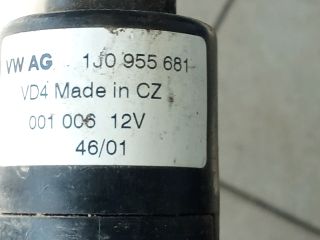 VW AG 1J0 955 681
VD4 Made in CZ
001 006 12V
46/01